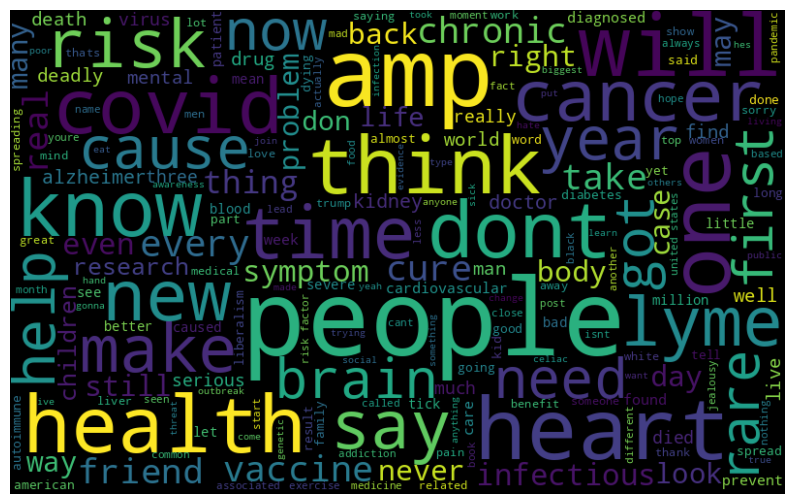 many virus death lot saying took moment work diagnosed show always hes pandemic
risk now back chronic right may said
poor thats deadly mental patient drug mean dying actually mad infection fact biggest put hope done sorry
amp will
real covid problem don life really world cancer find
spreading youre name men join almost word top yet women living
mind eat love food evidence type hate based
cause think year first
alzheimerthree thing take case others long
awareness blood kidney doctor diabetes
know part lead trump less anyone sick learn united states little
time dont got one
even every week black another public
great research medical symptom cure man body well
help month hand see severe yeah cardiovascular away million
gonna new better made post change
children caused liberalism risk factor trying cant close good bad isnt white tell lyme
make people kid something
social celiac going want
still serious brain much need day rare
live liver seen outbreak called tick anything benefit someone found jealousy live
health let start result family addiction pain book care say heart different died thank spread nothing
autoimmune threat come genetic
way common friend vaccine never infectious look true prevent
american associated exercise medicine related